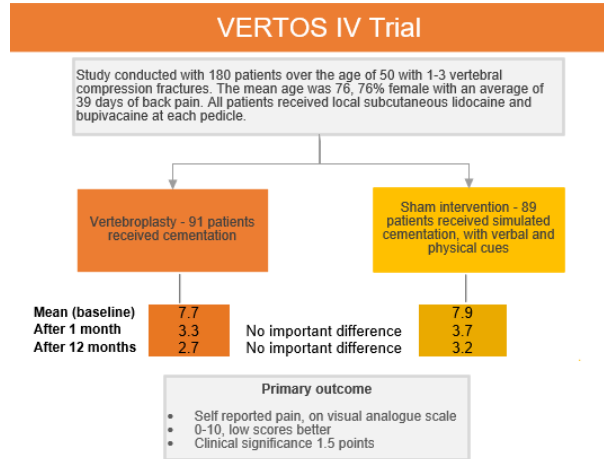 VERTOS IV Trial
Study conducted with 180 patients over the age of 50 with 1-3 vertebral
compression fractures. The mean age was 76, 76% female with an average of
39 days of back pain. All patients received local subcutaneous lidocaine and
bupivacaine at each pedicle.
Vertebroplasty - 91 patients
received cementation
Sham intervention - 89
patients received simulated
cementation, with verbal and
physical cues
Mean (baseline) 7.7 7.9
After 1 month 3.3 No important difference 3.7
After 12 months 2.7 No important difference 3.2
Primary outcome
• Self reported pain, on visual analogue scale
• 0-10, low scores better
• Clinical significance 1.5 points